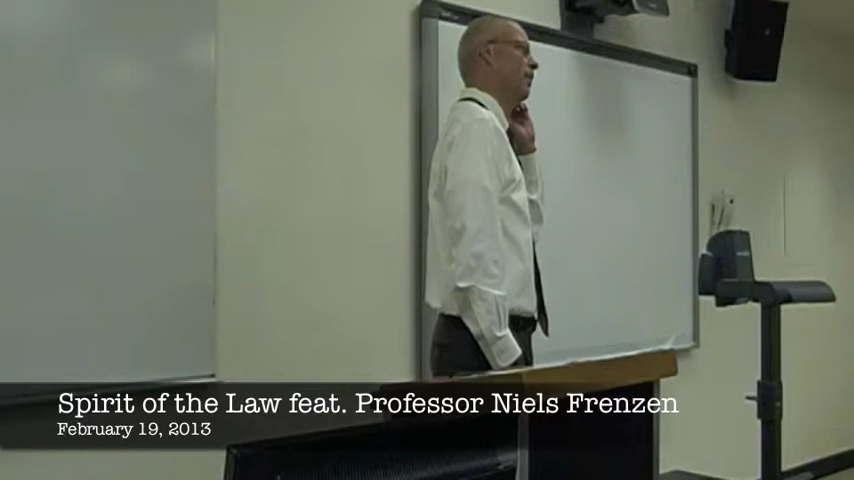 Spirit of the Law feat. Professor Niels Frenzen
February 19, 2013